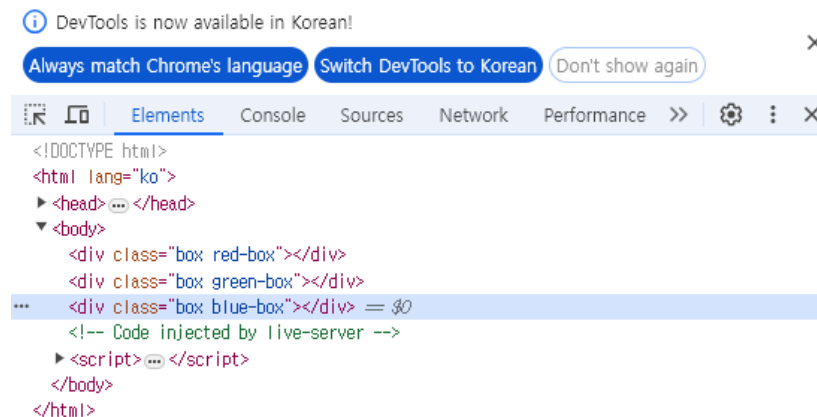 DevTools is now available in Korean!
Always match Chrome's language Switch DevTools to Korean Don't show again
Elements Console Sources Network Performance
<!DOCTYPE html>
<html lang="ko">
<head> … </head>
<body>
<div class="box red-box"></div>
<div class="box green-box"></div>
<div class="box blue-box"></div> == $0
<!-- Code injected by live-server -->
<script> … </script>
</body>
</html>